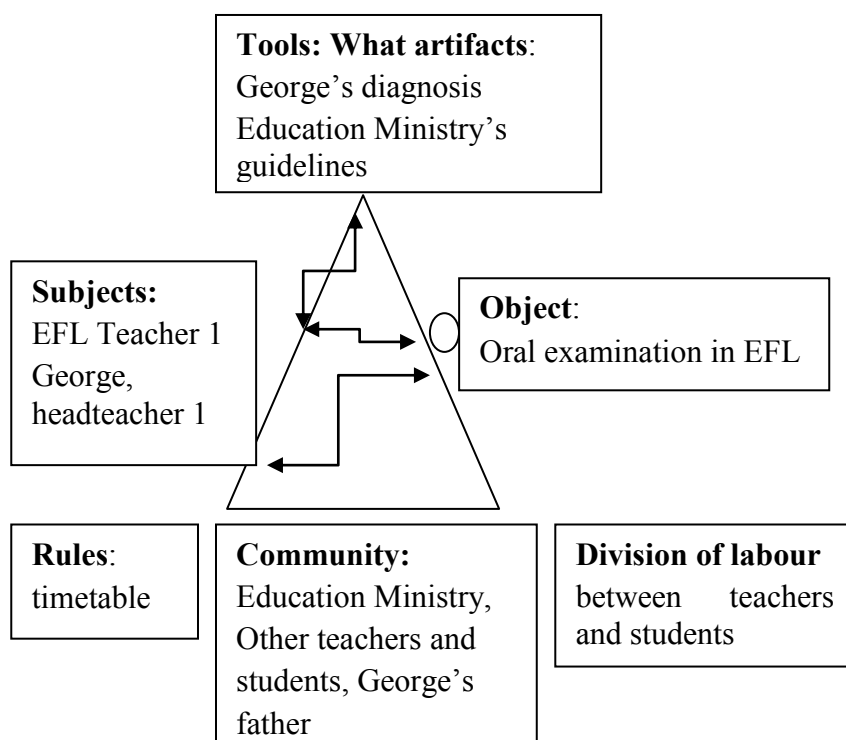 Tools: What artifacts:
George’s diagnosis
Education Ministry’s
guidelines
Subjects:
EFL Teacher 1
George,
headteacher 1
Object:
Oral examination in EFL
Rules:
timetable
Community:
Education Ministry,
Other teachers and
students, George’s
father
Division of labour
between teachers
and students